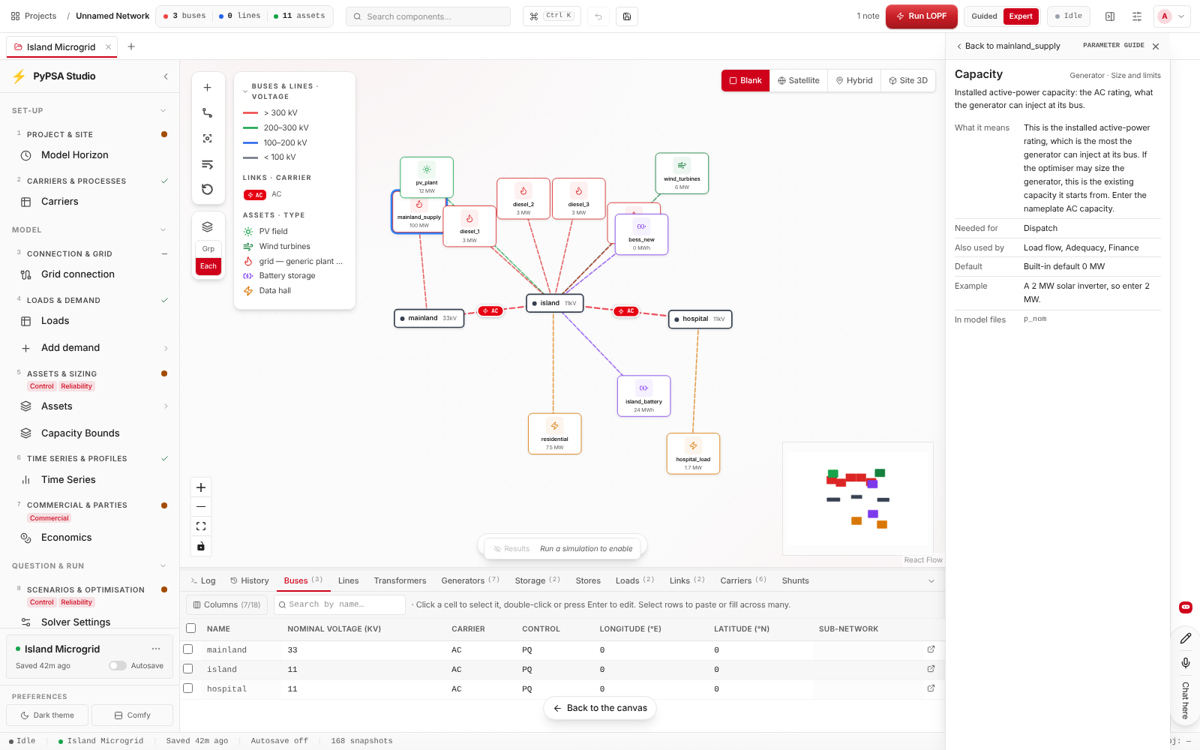 Projects / Unnamed Network 3 buses 0 lines 11 assets Search components... ⌘ Ctrl K 1 note Run LOPF Guided Expert Idle A
Island Microgrid × +
PyPSA Studio
SET-UP
1 PROJECT & SITE
Model Horizon
2 CARRIERS & PROCESSES
Carriers
MODEL
3 CONNECTION & GRID
Grid connection
4 LOADS & DEMAND
Loads
Add demand
5 ASSETS & SIZING
Control Reliability
Assets
Capacity Bounds
6 TIME SERIES & PROFILES
Time Series
7 COMMERCIAL & PARTIES
Commercial
Economics
QUESTION & RUN
8 SCENARIOS & OPTIMISATION
Control Reliability
Solver Settings
Island Microgrid
Saved 42m ago Autosave
PREFERENCES
Dark theme Comfy
Grp
Each
BUSES & LINES ·
VOLTAGE
> 300 kV
200–300 kV
100–200 kV
< 100 kV
LINKS · CARRIER
AC AC
ASSETS · TYPE
PV field
Wind turbines
grid — generic plant ...
Battery storage
Data hall
Blank Satellite Hybrid Site 3D
pv_plant
12 MW
mainland_supply
100 MW
diesel_1
3 MW
diesel_2
3 MW
diesel_3
3 MW
wind_turbines
6 MW
bess_new
0 MWh
mainland 33kV
AC
island 11kV
AC
hospital 11kV
island_battery
24 MWh
residential
7.5 MW
hospital_load
1.7 MW
Results Run a simulation to enable
React Flow
Log History Buses (3) Lines Transformers Generators (7) Storage (2) Stores Loads (2) Links (2) Carriers (6) Shunts
Columns (7/18) Search by name… · Click a cell to select it, double-click or press Enter to edit. Select rows to paste or fill across many.
NAME NOMINAL VOLTAGE (KV) CARRIER CONTROL LONGITUDE (°E) LATITUDE (°N) SUB-NETWORK
mainland 33 AC PQ 0 0
island 11 AC PQ 0 0
hospital 11 AC PQ 0 0
Back to the canvas
Back to mainland_supply PARAMETER GUIDE
Capacity Generator · Size and limits
Installed active-power capacity: the AC rating, what
the generator can inject at its bus.
What it means This is the installed active-power
rating, which is the most the
generator can inject at its bus. If
the optimiser may size the
generator, this is the existing
capacity it starts from. Enter the
nameplate AC capacity.
Needed for Dispatch
Also used by Load flow, Adequacy, Finance
Default Built-in default 0 MW
Example A 2 MW solar inverter, so enter 2
MW.
In model files p_nom
Chat here
Idle Island Microgrid Saved 42m ago Autosave off 168 snapshots